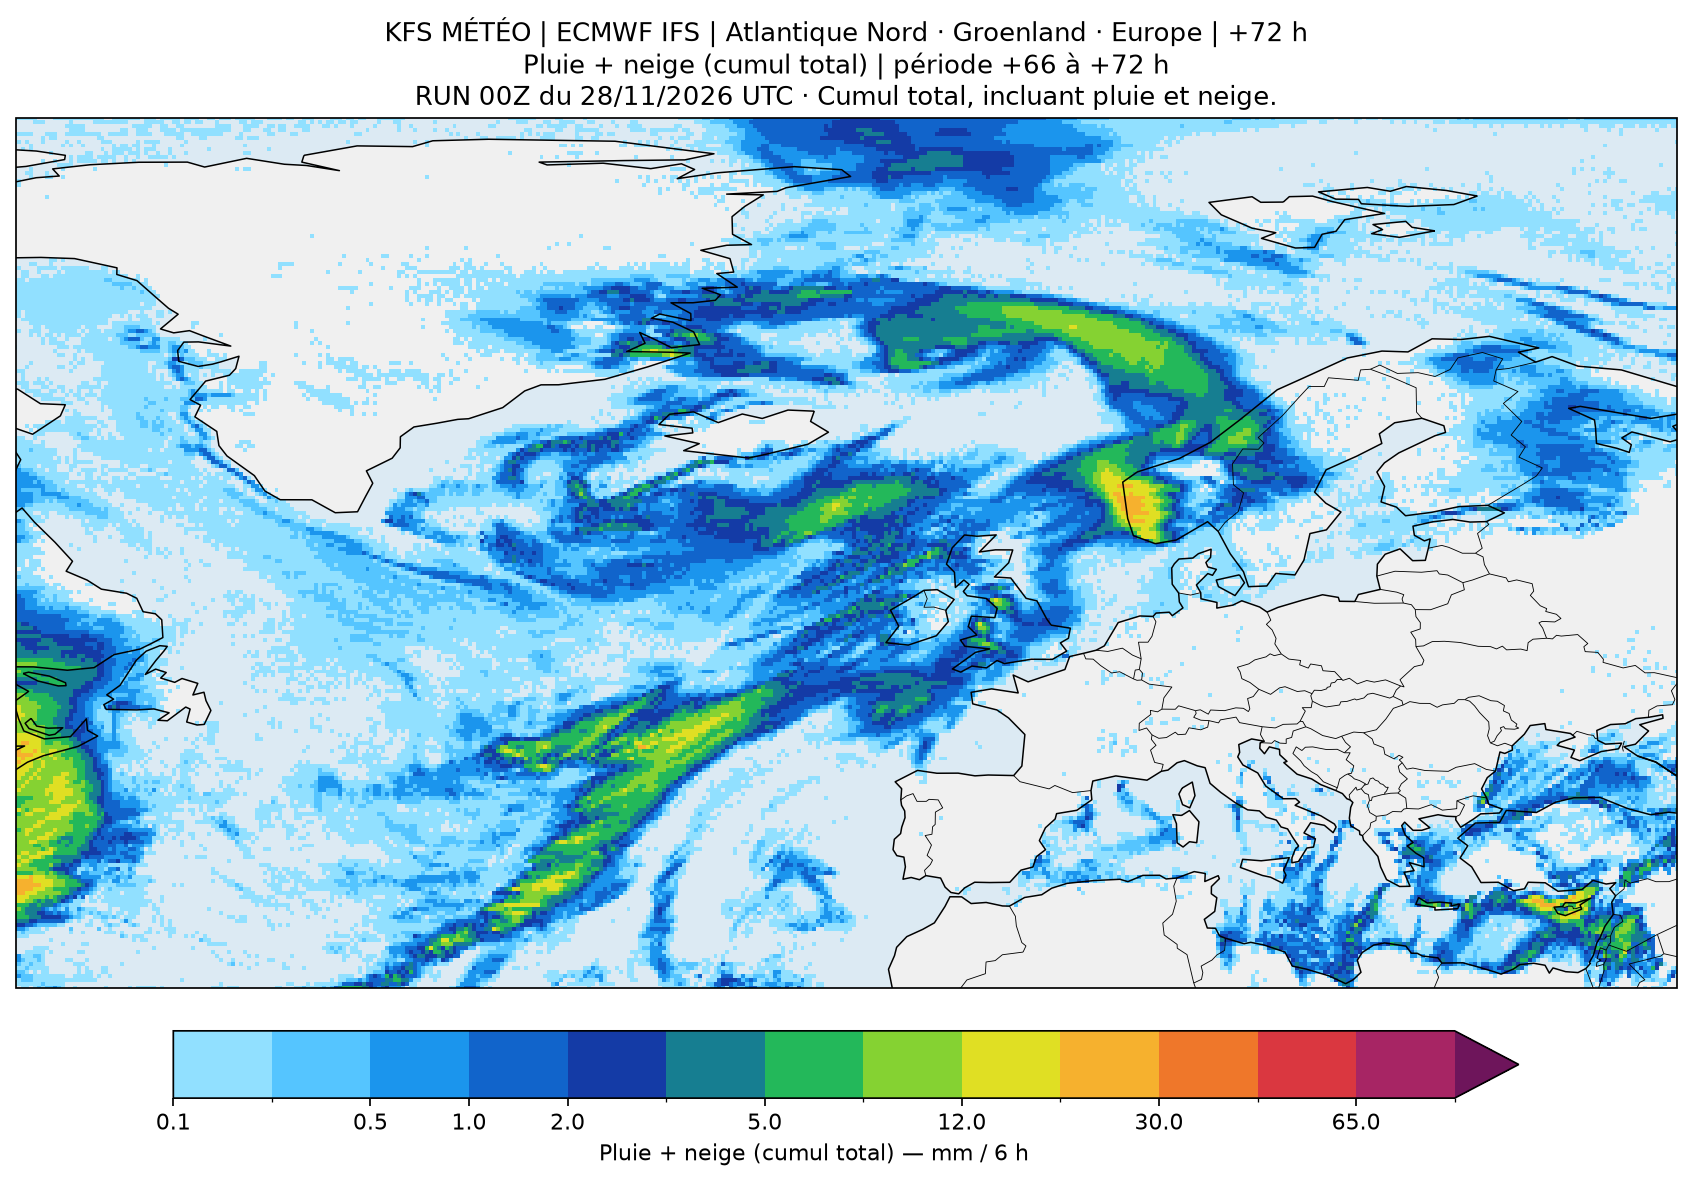 KFS MÉTÉO | ECMWF IFS | Atlantique Nord · Groenland · Europe | +72 h
Pluie + neige (cumul total) | période +66 à +72 h
RUN 00Z du 28/11/2026 UTC · Cumul total, incluant pluie et neige.
0.1 0.5 1.0 2.0 5.0 12.0 30.0 65.0
Pluie + neige (cumul total) — mm / 6 h